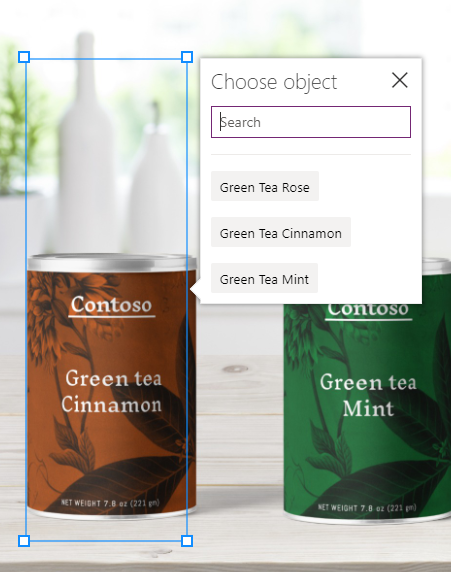 Choose object
Search
Green Tea Rose
Green Tea Cinnamon
Green Tea Mint
Contoso
Green tea
Cinnamon
NET WEIGHT 7.8 oz (221 gm)
Contoso
Green tea
Mint
NET WEIGHT 7.8 oz (221 gm)